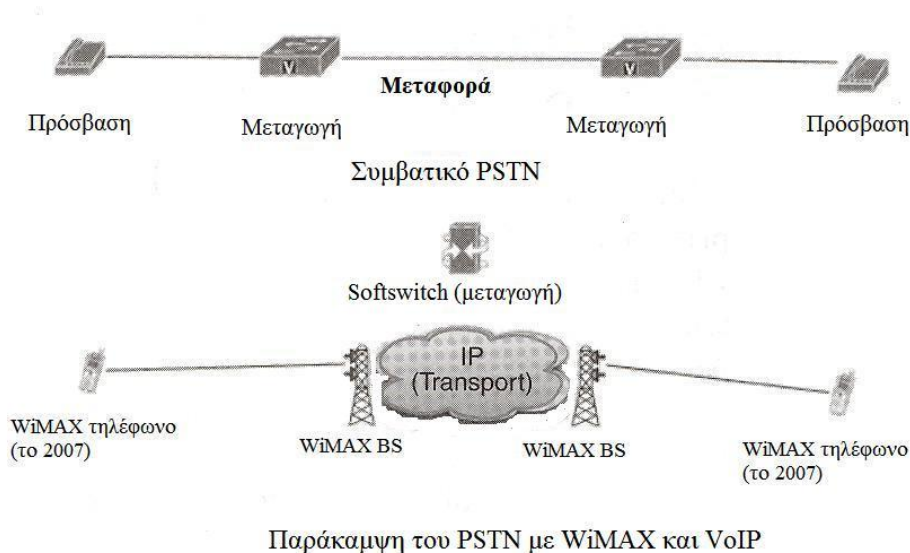 V
V
Μεταφορά
Πρόσβαση
Μεταγωγή
Μεταγωγή
Πρόσβαση
Συμβατικό PSTN
Softswitch (μεταγωγή)
IP
(Transport)
WiMAX τηλέφωνο
(το 2007)
WiMAX BS
WiMAX BS
WiMAX τηλέφωνο
(το 2007)
Παράκαμψη του PSTN με WiMAX και VoIP